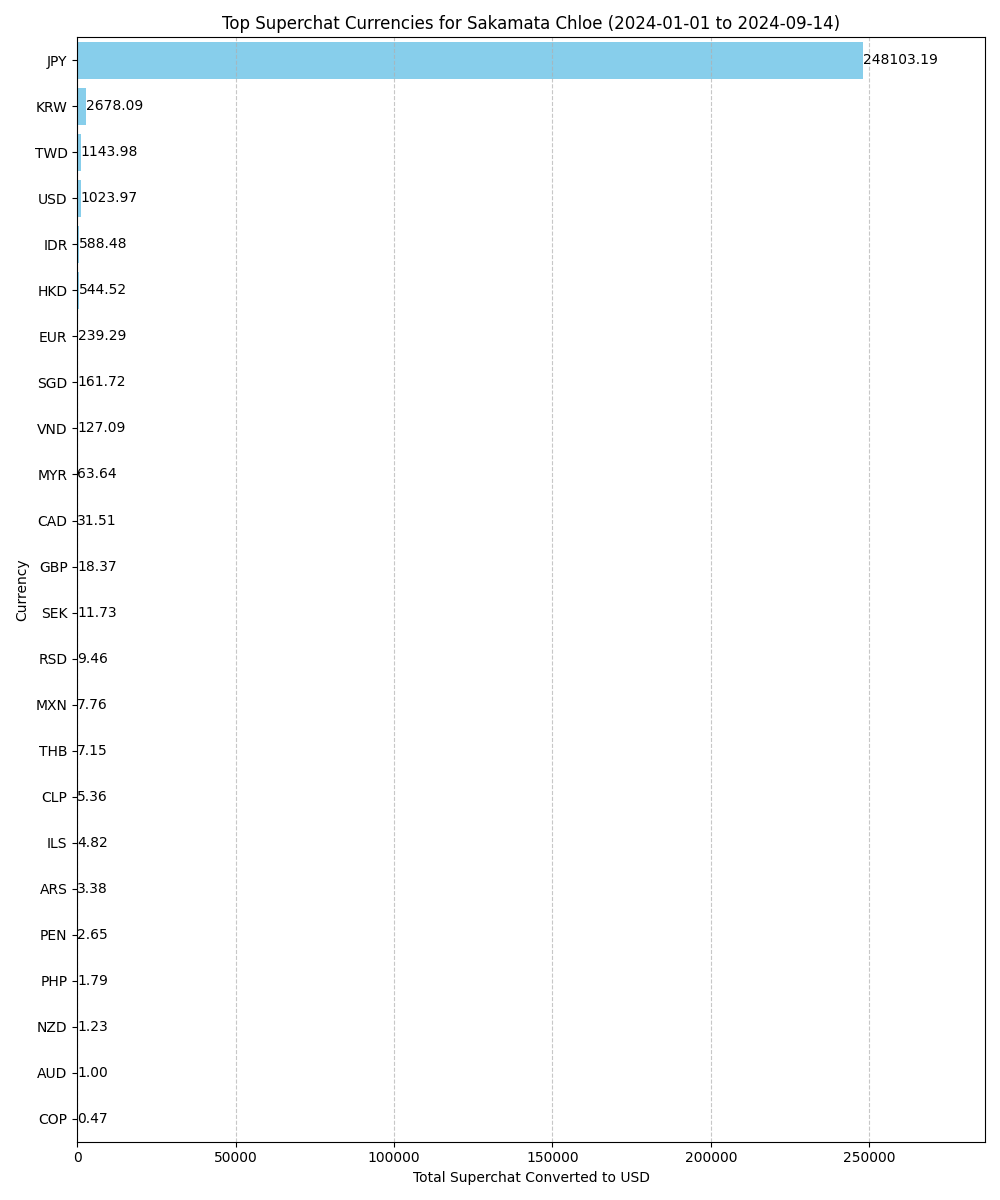 Top Superchat Currencies for Sakamata Chloe (2024-01-01 to 2024-09-14)
JPY 248103.19
KRW 2678.09
TWD 1143.98
USD 1023.97
IDR 588.48
HKD 544.52
EUR 239.29
SGD 161.72
VND 127.09
MYR 63.64
CAD 31.51
GBP 18.37
SEK 11.73
RSD 9.46
MXN 7.76
THB 7.15
CLP 5.36
ILS 4.82
ARS 3.38
PEN 2.65
PHP 1.79
NZD 1.23
AUD 1.00
COP 0.47
Currency
0 50000 100000 150000 200000 250000
Total Superchat Converted to USD